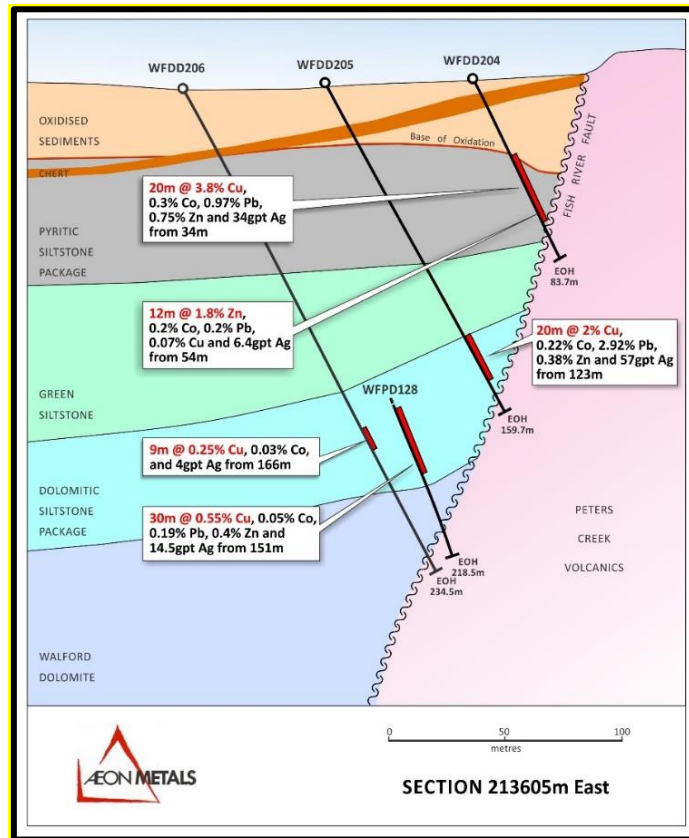 WFDD206
WFDD205
WFDD204
OXIDISED
SEDIMENTS
Base of Oxidation
FISH RIVER FAULT
CHERT
20m @ 3.8% Cu,
0.3% Co, 0.97% Pb,
0.75% Zn and 34gpt Ag
from 34m
PYRITIC
SILTSTONE
PACKAGE
EOH
83.7m
12m @ 1.8% Zn,
0.2% Co, 0.2% Pb,
0.07% Cu and 6.4gpt Ag
from 54m
20m @ 2% Cu,
0.22% Co, 2.92% Pb,
0.38% Zn and 57gpt Ag
from 123m
GREEN
SILTSTONE
WFPD128
EOH
159.7m
9m @ 0.25% Cu, 0.03% Co,
and 4gpt Ag from 166m
DOLOMITIC
SILTSTONE
PACKAGE
30m @ 0.55% Cu, 0.05% Co,
0.19% Pb, 0.4% Zn and
14.5gpt Ag from 151m
PETERS
CREEK
VOLCANICS
EOH
218.5m
EOH
234.5m
WALFORD
DOLOMITE
0 50 100
metres
ÆON METALS
SECTION 213605m East